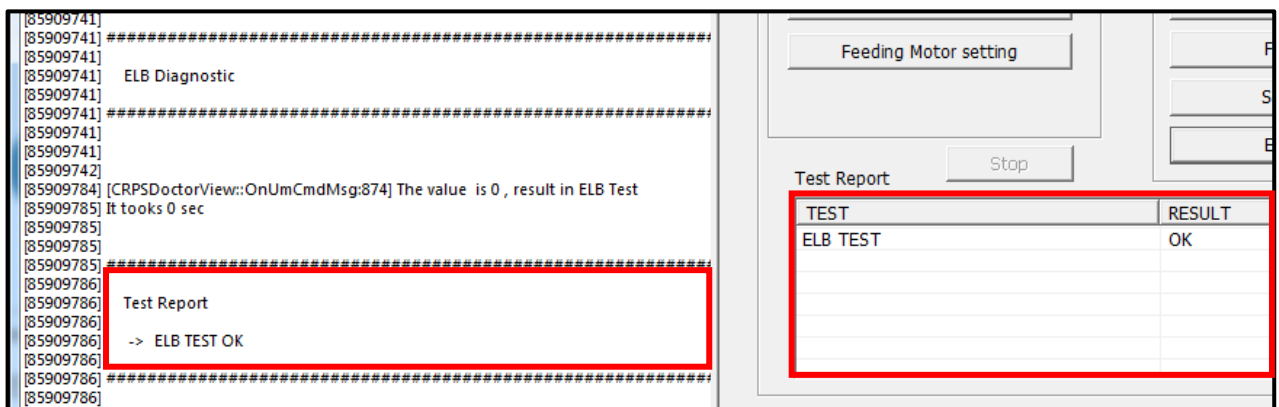 [85909741]
[85909741] ############################################################
[85909741]
[85909741] ELB Diagnostic
[85909741]
[85909741] ############################################################
[85909741]
[85909741]
[85909742]
[85909784] [CRPSDoctorView::OnUmCmdMsg:874] The value is 0 , result in ELB Test
[85909785] It tooks 0 sec
[85909785]
[85909785]
[85909785] ############################################################
[85909786]
[85909786] Test Report
[85909786]
[85909786] -> ELB TEST OK
[85909786]
[85909786] ############################################################
[85909786]
Feeding Motor setting
F
S
E
Stop
Test Report
TEST RESULT
ELB TEST OK